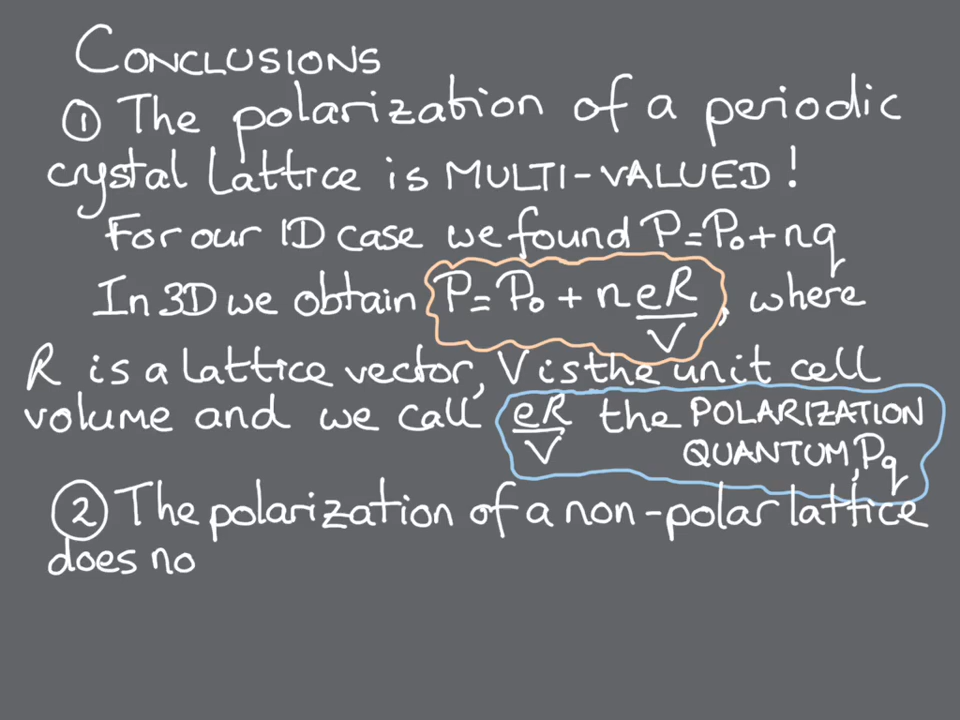 CONCLUSIONS
① The polarization of a periodic
crystal lattice is MULTI-VALUED!
For our 1D case we found P=P₀+nq
In 3D we obtain P=P₀+n eR/V, where
R is a lattice vector, V is the unit cell
volume and we call eR/V the POLARIZATION
QUANTUM, Pq
② The polarization of a non-polar lattice
does no